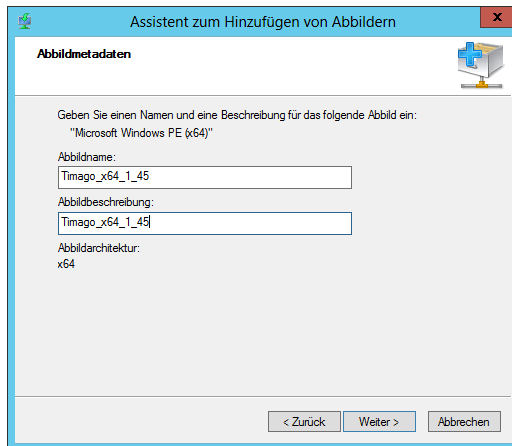 Assistent zum Hinzufügen von Abbildern
x
Abbildmetadaten
Geben Sie einen Namen und eine Beschreibung für das folgende Abbild ein:
"Microsoft Windows PE (x64)"
Abbildname:
Timago_x64_1_45
Abbildbeschreibung:
Timago_x64_1_45
Abbildarchitektur:
x64
< Zurück Weiter > Abbrechen